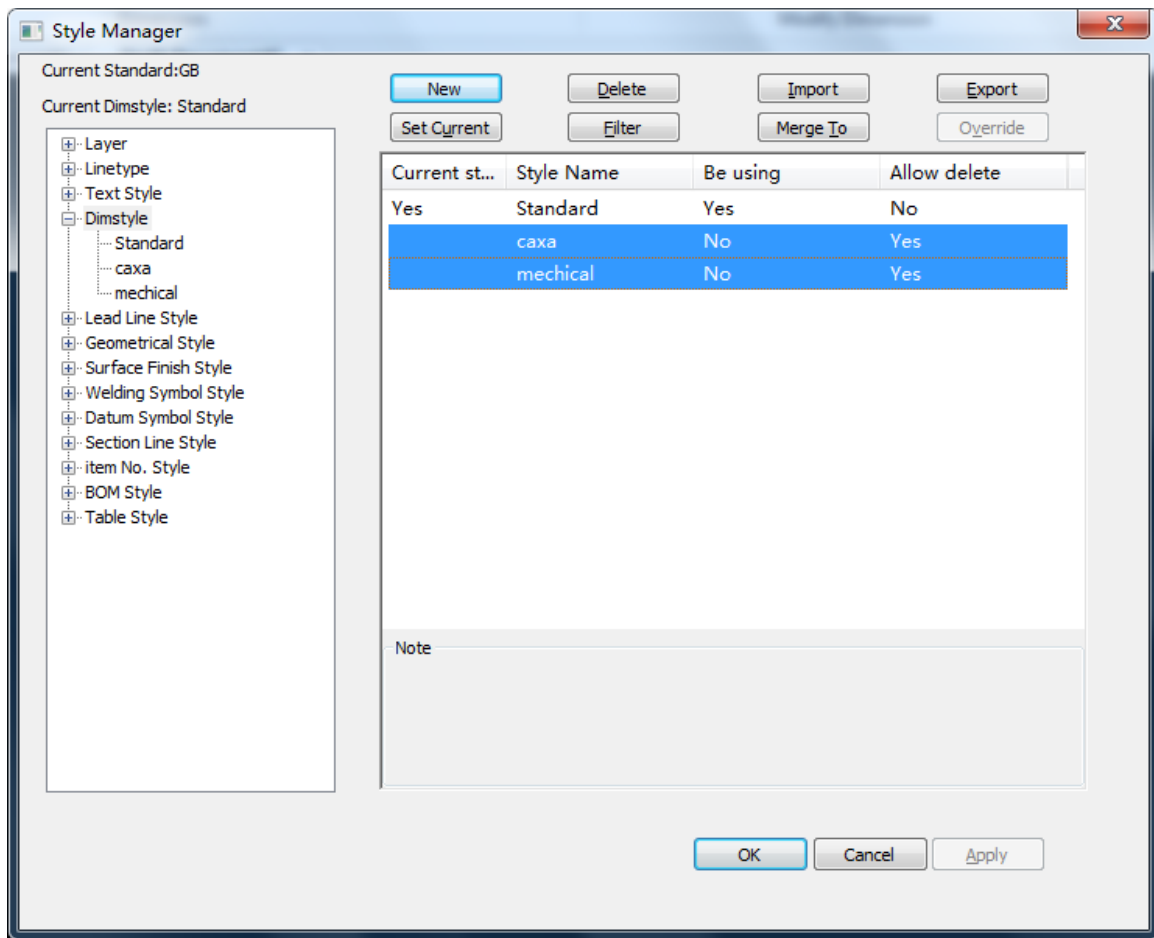 Style Manager
Current Standard:GB
Current Dimstyle: Standard
New Delete Import Export
Set Current Filter Merge To Override
Layer
Linetype
Text Style
Dimstyle
Standard
caxa
mechical
Lead Line Style
Geometrical Style
Surface Finish Style
Welding Symbol Style
Datum Symbol Style
Section Line Style
item No. Style
BOM Style
Table Style
Current st... Style Name Be using Allow delete
Yes Standard Yes No
caxa No Yes
mechical No Yes
Note
OK Cancel Apply